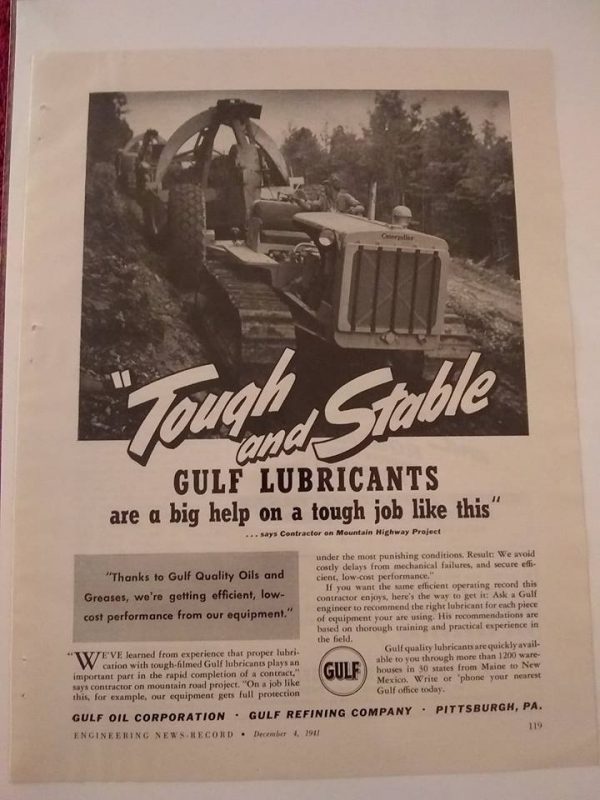 Caterpillar
"Tough
and Stable
GULF LUBRICANTS
are a big help on a tough job like this"
...says Contractor on Mountain Highway Project
"Thanks to Gulf Quality Oils and
Greases, we're getting efficient, low-
cost performance from our equipment."
"WE'VE learned from experience that proper lubri-
cation with tough-filmed Gulf lubricants plays an
important part in the rapid completion of a contract,"
says contractor on mountain road project. "On a job like
this, for example, our equipment gets full protection
under the most punishing conditions. Result: We avoid
costly delays from mechanical failures, and secure effi-
cient, low-cost performance."
If you want the same efficient operating record this
contractor enjoys, here's the way to get it: Ask a Gulf
engineer to recommend the right lubricant for each piece
of equipment your are using. His recommendations are
based on thorough training and practical experience in
the field.
Gulf quality lubricants are quickly avail-
able to you through more than 1200 ware-
houses in 30 states from Maine to New
Mexico. Write or 'phone your nearest
Gulf office today.
GULF
GULF OIL CORPORATION · GULF REFINING COMPANY · PITTSBURGH, PA.
ENGINEERING NEWS-RECORD • December 4, 1941
119